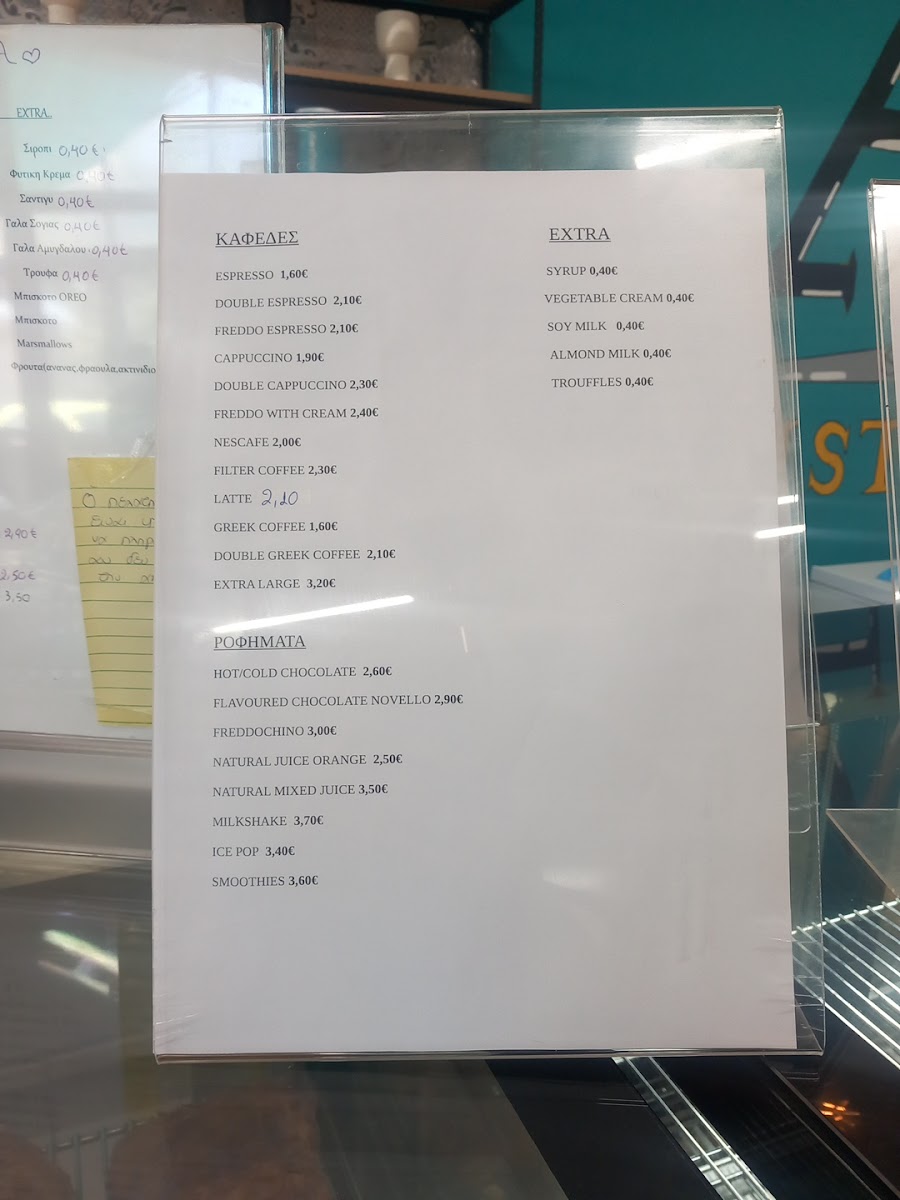 EXTRA
Σιροπι 0,40€
Φυτικη Κρεμα 0,40€
Σαντιγυ 0,40€
Γαλα Σογιας 0,40€
Γαλα Αμυγδαλου 0,40€
Τρουφα 0,40€
Μπισκοτο OREO
Μπισκοτο
Marsmallows
Φρουτα(ανανας,φραουλα,ακτινιδιο
2,90€
2,50€
3,50
ΚΑΦΕΔΕΣ
ESPRESSO 1,60€
DOUBLE ESPRESSO 2,10€
FREDDO ESPRESSO 2,10€
CAPPUCCINO 1,90€
DOUBLE CAPPUCCINO 2,30€
FREDDO WITH CREAM 2,40€
NESCAFE 2,00€
FILTER COFFEE 2,30€
LATTE 2,10
GREEK COFFEE 1,60€
DOUBLE GREEK COFFEE 2,10€
EXTRA LARGE 3,20€
ΡΟΦΗΜΑΤΑ
HOT/COLD CHOCOLATE 2,60€
FLAVOURED CHOCOLATE NOVELLO 2,90€
FREDDOCHINO 3,00€
NATURAL JUICE ORANGE 2,50€
NATURAL MIXED JUICE 3,50€
MILKSHAKE 3,70€
ICE POP 3,40€
SMOOTHIES 3,60€
EXTRA
SYRUP 0,40€
VEGETABLE CREAM 0,40€
SOY MILK 0,40€
ALMOND MILK 0,40€
TROUFFLES 0,40€
ST